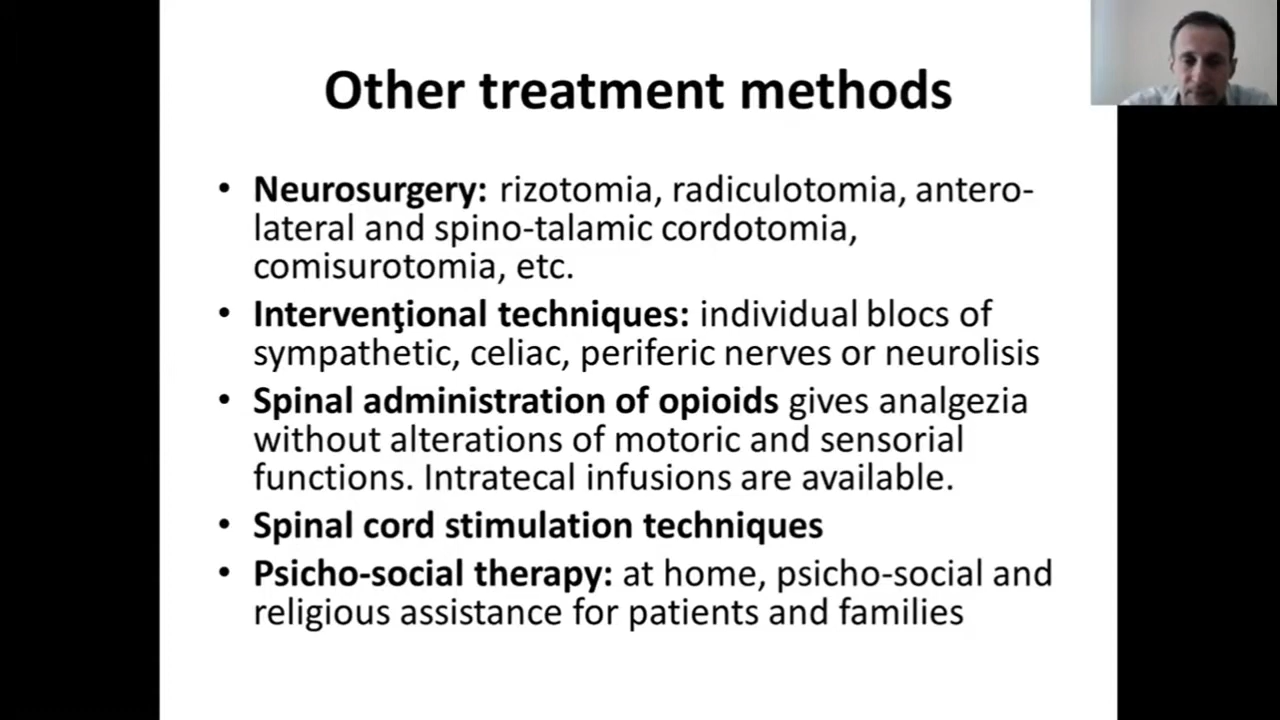 Other treatment methods
• Neurosurgery: rizotomia, radiculotomia, antero-
lateral and spino-talamic cordotomia,
comisurotomia, etc.
• Intervenţional techniques: individual blocs of
sympathetic, celiac, periferic nerves or neurolisis
• Spinal administration of opioids gives analgezia
without alterations of motoric and sensorial
functions. Intratecal infusions are available.
• Spinal cord stimulation techniques
• Psicho-social therapy: at home, psicho-social and
religious assistance for patients and families